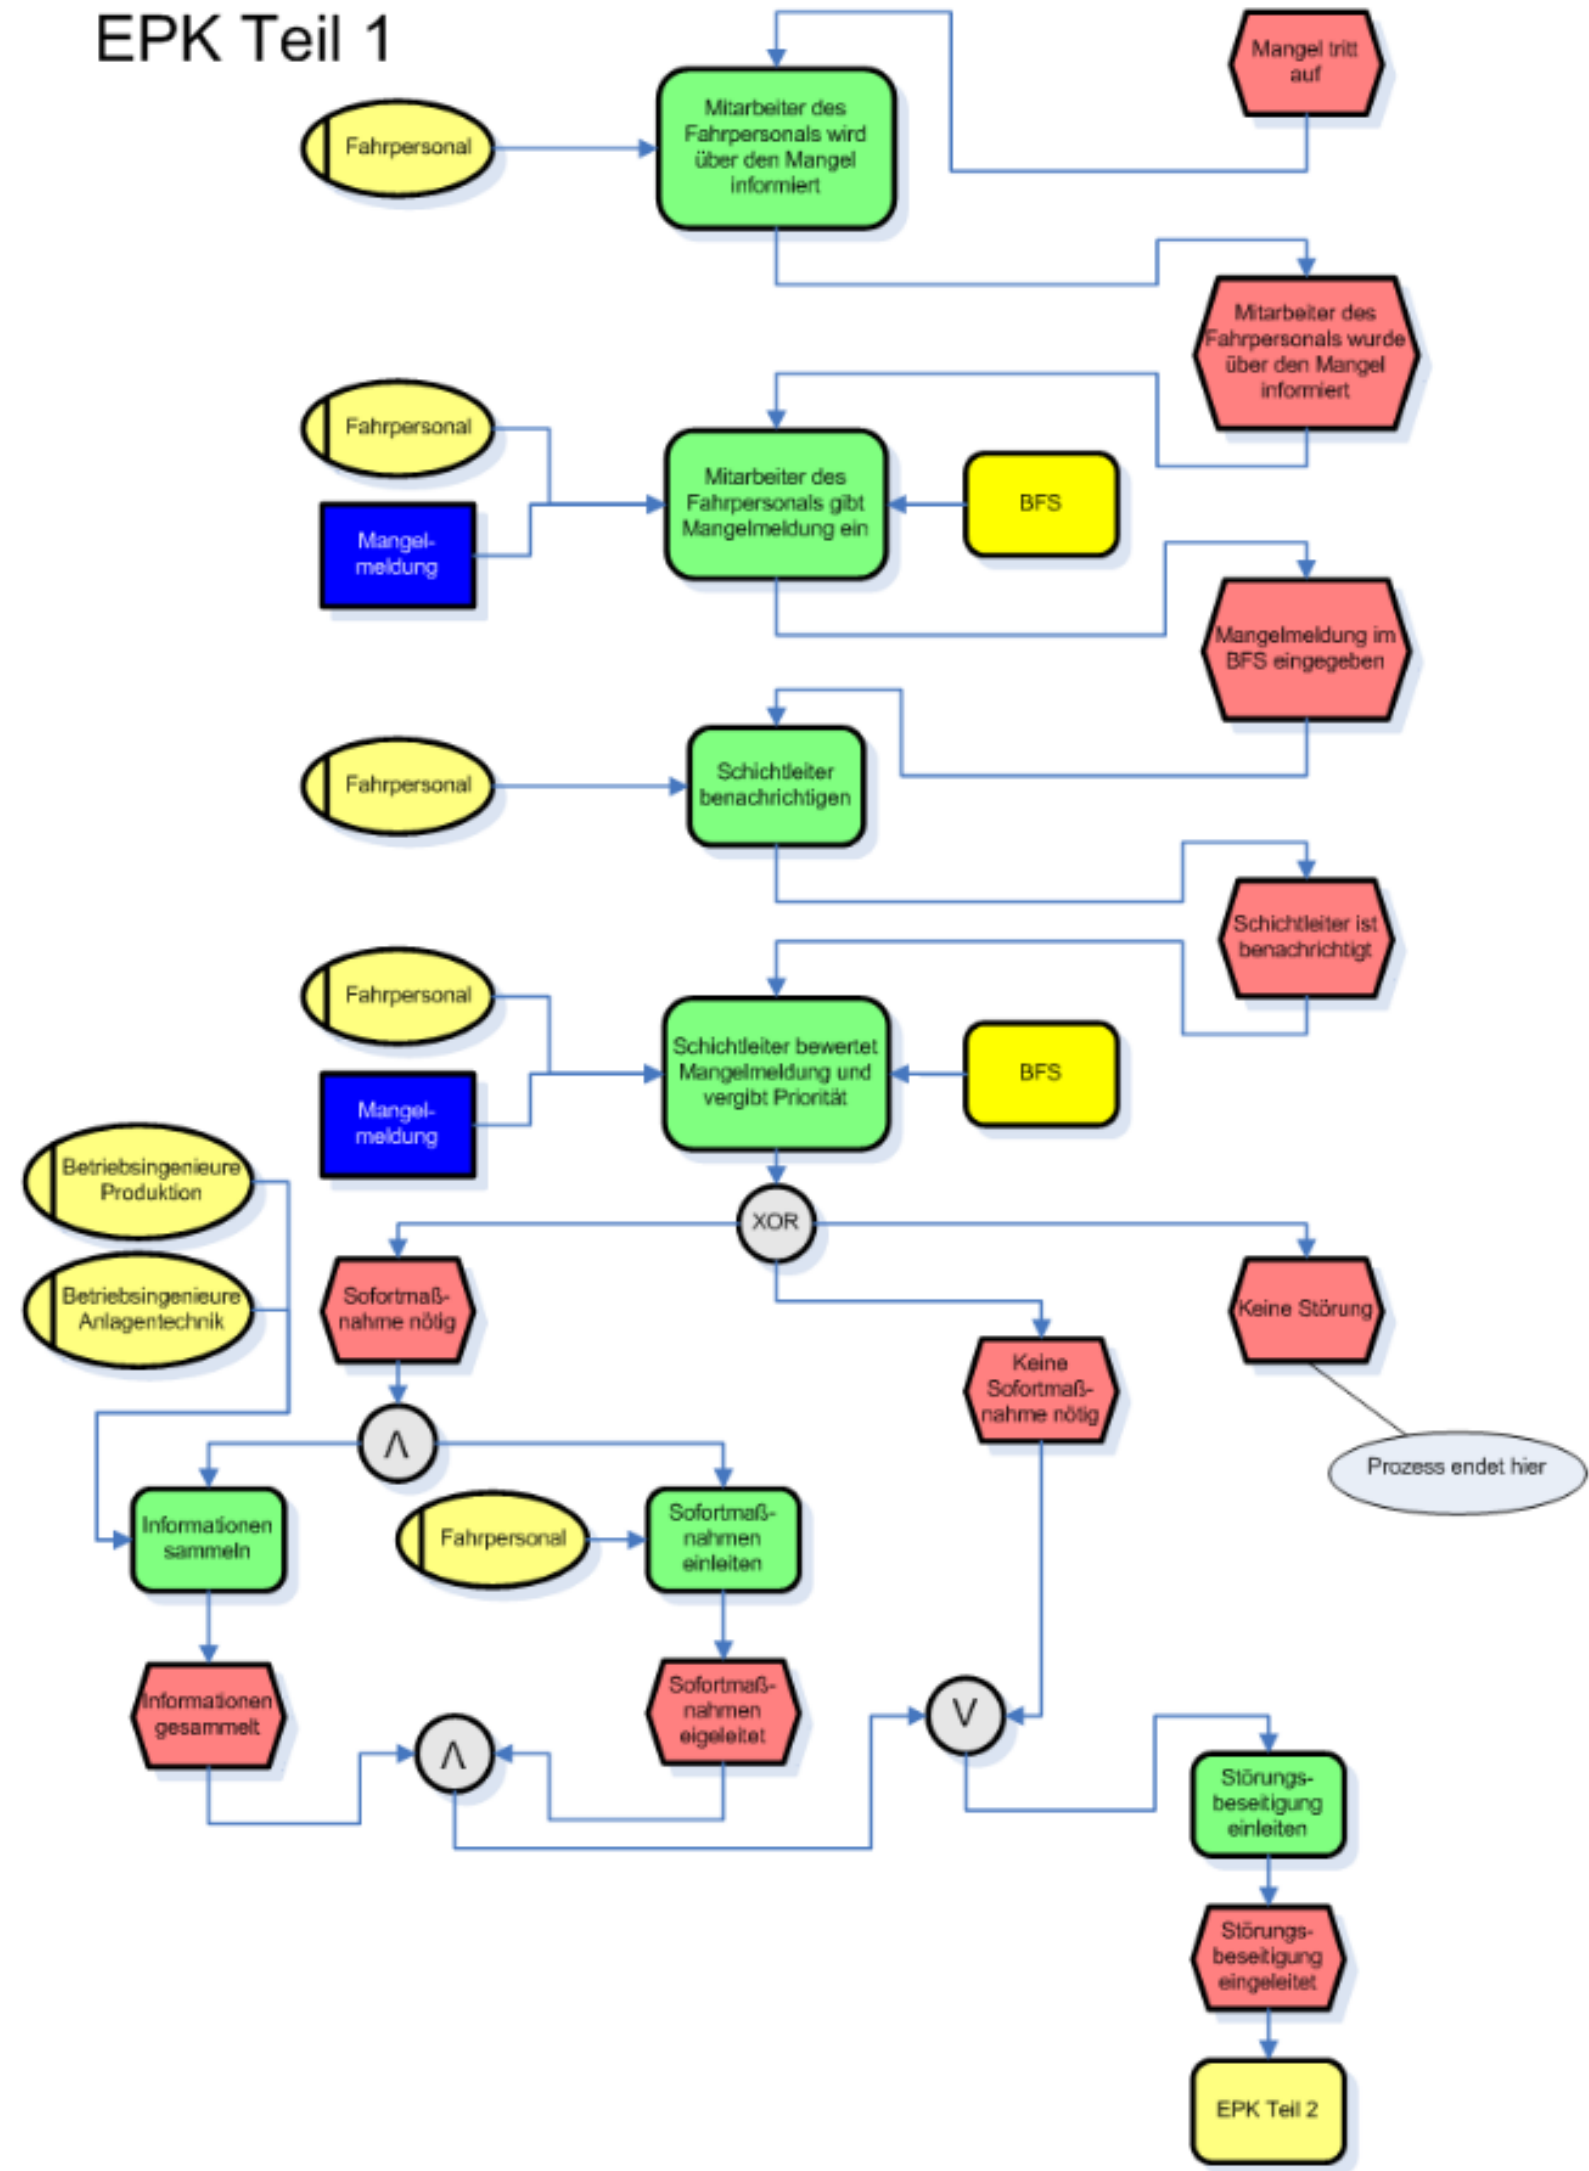 EPK Teil 1
Mangel tritt
auf
Fahrpersonal
Mitarbeiter des
Fahrpersonals wird
über den Mangel
informiert
Mitarbeiter des
Fahrpersonals wurde
über den Mangel
informiert
Fahrpersonal
Mangel-
meldung
Mitarbeiter des
Fahrpersonals gibt
Mangelmeldung ein
BFS
Mangelmeldung im
BFS eingegeben
Fahrpersonal
Schichtleiter
benachrichtigen
Schichtleiter ist
benachrichtigt
Fahrpersonal
Mangel-
meldung
Schichtleiter bewertet
Mangelmeldung und
vergibt Priorität
BFS
Betriebsingenieure
Produktion
Betriebsingenieure
Anlagentechnik
XOR
Sofortmaß-
nahme nötig
Keine
Sofortmaß-
nahme nötig
Keine Störung
Prozess endet hier
Λ
Informationen
sammeln
Fahrpersonal
Sofortmaß-
nahmen
einleiten
Informationen
gesammelt
Λ
Sofortmaß-
nahmen
eigeleitet
V
Störungs-
beseitigung
einleiten
Störungs-
beseitigung
eingeleitet
EPK Teil 2